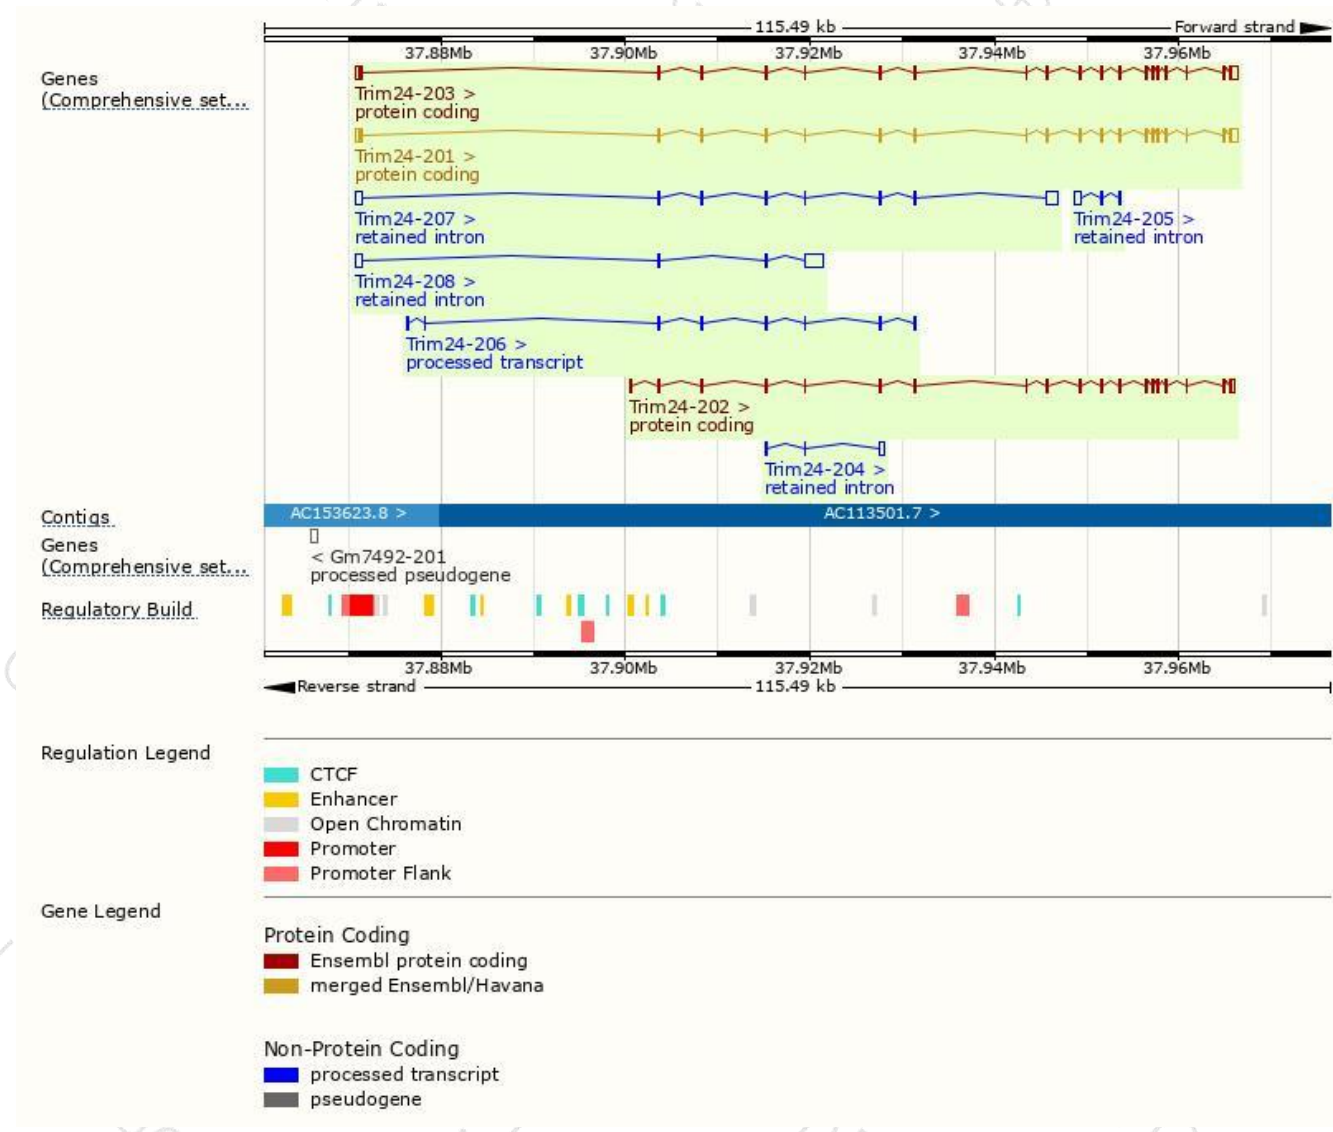 115.49 kb
Forward strand
37.88Mb 37.90Mb 37.92Mb 37.94Mb 37.96Mb
Genes
(Comprehensive set...
Trim24-203 >
protein coding
Trim24-201 >
protein coding
Trim24-207 >
retained intron
Trim24-205 >
retained intron
Trim24-208 >
retained intron
Trim24-206 >
processed transcript
Trim24-202 >
protein coding
Trim24-204 >
retained intron
Contigs
AC153623.8 >
AC113501.7 >
Genes
(Comprehensive set...
< Gm7492-201
processed pseudogene
Regulatory Build
37.88Mb 37.90Mb 37.92Mb 37.94Mb 37.96Mb
Reverse strand
115.49 kb
Regulation Legend
CTCF
Enhancer
Open Chromatin
Promoter
Promoter Flank
Gene Legend
Protein Coding
Ensembl protein coding
merged Ensembl/Havana
Non-Protein Coding
processed transcript
pseudogene